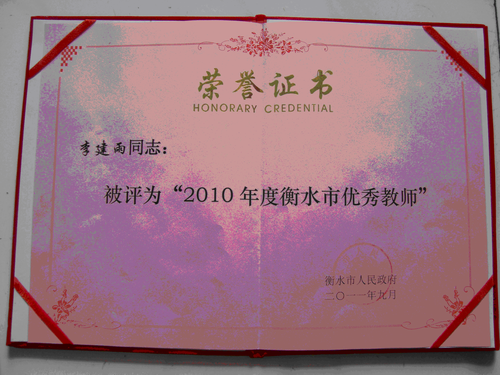 荣誉证书
HONORARY CREDENTIAL
李建雨同志：
被评为“2010年度衡水市优秀教师”
衡水市人民政府
二〇一一年九月